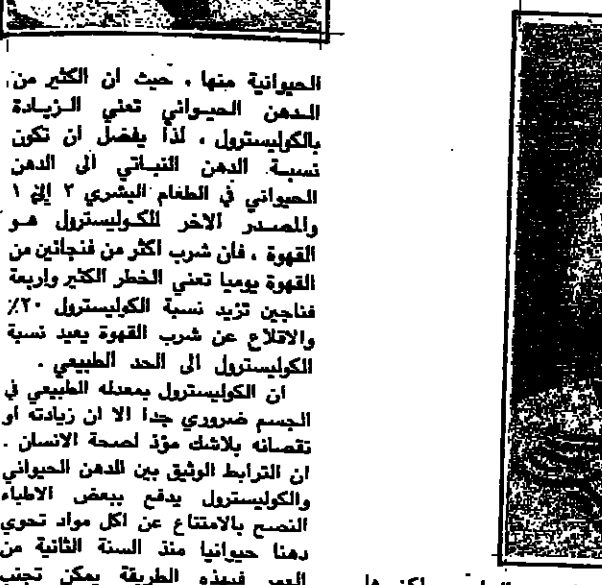 الحيوانية منها ، حيث ان الكثير من
الدهن الحيواني تعني الزيادة
بالكوليسترول ، لذا يفضل ان تكون
نسبة الدهن النباتي الى الدهن
الحيواني في الطعام البشري ٢ إلى ١
والمصدر الاخر للكوليسترول هو
القهوة ، فان شرب اكثر من فنجانين من
القهوة يوميا تعني الخطر الكثير واربعة
فناجين تزيد نسبة الكوليسترول ٢٠٪
والاقلاع عن شرب القهوة يعيد نسبة
الكوليسترول الى الحد الطبيعي .
ان الكوليسترول بمعدله الطبيعي في
الجسم ضروري جدا الا ان زيادته او
نقصانه بلاشك مؤذ لصحة الانسان .
ان الترابط الوثيق بين الدهن الحيواني
والكوليسترول يدفع ببعض الاطباء
النصح بالامتناع عن اكل مواد تحوي
دهنا حيوانيا منذ السنة الثانية من
العمر فبهذه الطريقة يمكن تجنب